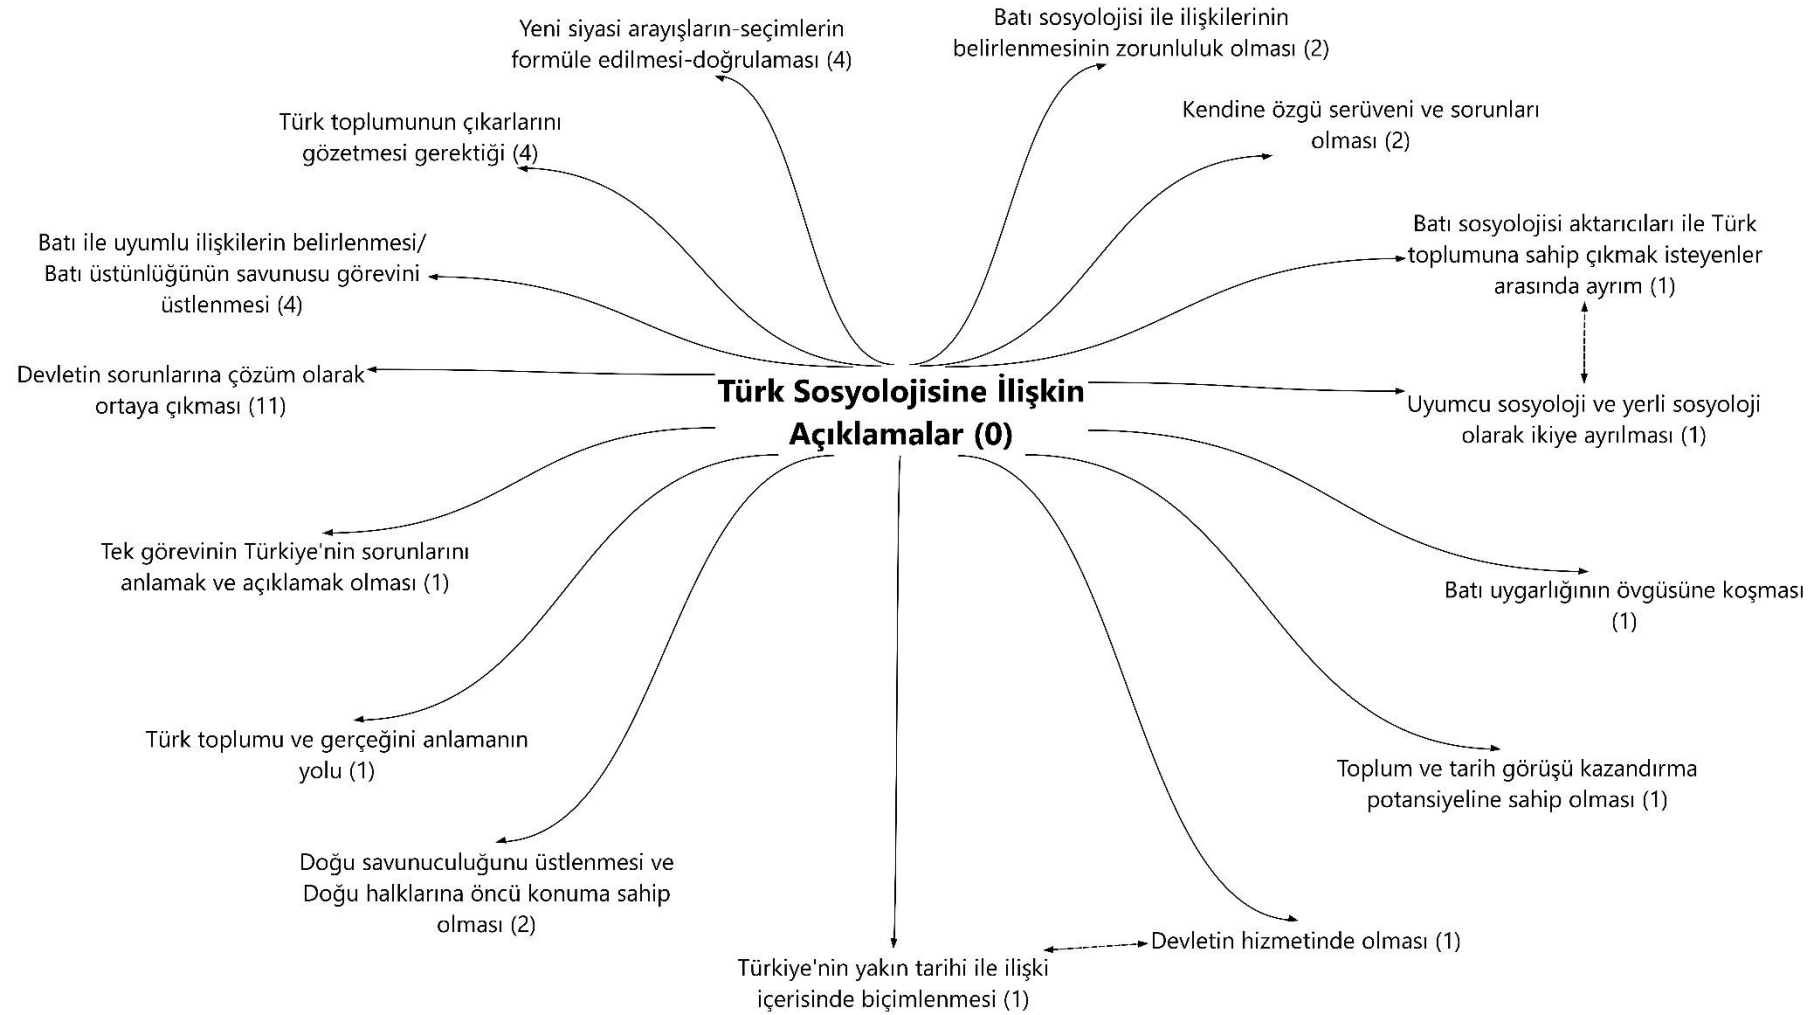 Yeni siyasi arayışların-seçimlerin
formüle edilmesi-doğrulaması (4)
Batı sosyolojisi ile ilişkilerinin
belirlenmesinin zorunluluk olması (2)
Türk toplumunun çıkarlarını
gözetmesi gerektiği (4)
Kendine özgü serüveni ve sorunları
olması (2)
Batı ile uyumlu ilişkilerin belirlenmesi/
Batı üstünlüğünün savunusu görevini
üstlenmesi (4)
Batı sosyolojisi aktarıcıları ile Türk
toplumuna sahip çıkmak isteyenler
arasında ayrım (1)
Devletin sorunlarına çözüm olarak
ortaya çıkması (11)
Türk Sosyolojisine İlişkin
Açıklamalar (0)
Uyumcu sosyoloji ve yerli sosyoloji
olarak ikiye ayrılması (1)
Tek görevinin Türkiye'nin sorunlarını
anlamak ve açıklamak olması (1)
Batı uygarlığının övgüsüne koşması
(1)
Türk toplumu ve gerçeğini anlamanın
yolu (1)
Toplum ve tarih görüşü kazandırma
potansiyeline sahip olması (1)
Doğu savunuculuğunu üstlenmesi ve
Doğu halklarına öncü konuma sahip
olması (2)
Devletin hizmetinde olması (1)
Türkiye'nin yakın tarihi ile ilişki
içerisinde biçimlenmesi (1)